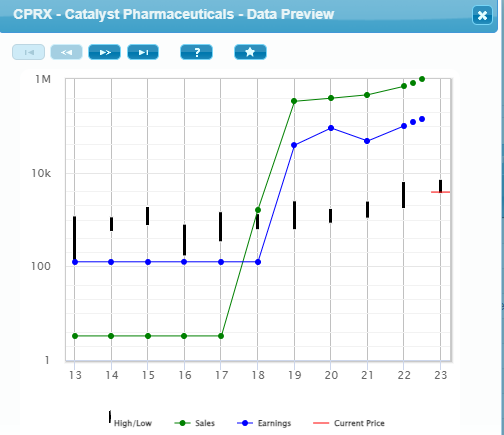 CPRX - Catalyst Pharmaceuticals - Data Preview
?
1M
10k
100
1
13 14 15 16 17 18 19 20 21 22 23
High/Low Sales Earnings Current Price